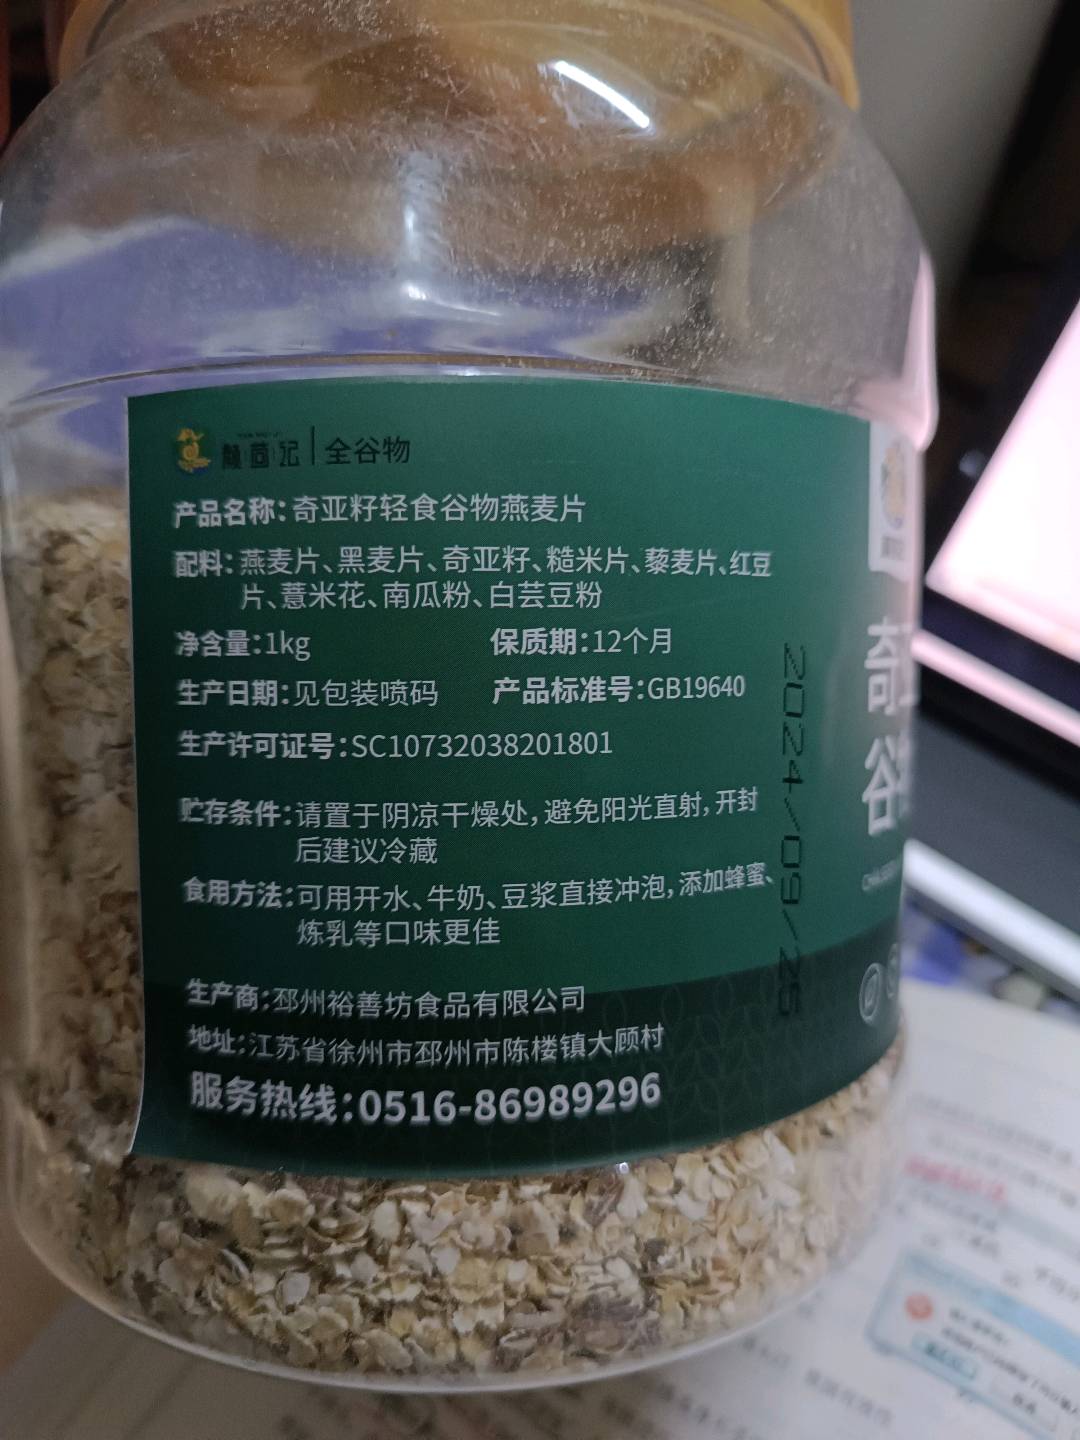 颜茴记 | 全谷物
产品名称：奇亚籽轻食谷物燕麦片
配料：燕麦片、黑麦片、奇亚籽、糙米片、藜麦片、红豆
片、薏米花、南瓜粉、白芸豆粉
净含量：1kg 保质期：12个月
生产日期：见包装喷码 产品标准号：GB19640
生产许可证号：SC10732038201801
贮存条件：请置于阴凉干燥处，避免阳光直射，开封
后建议冷藏
食用方法：可用开水、牛奶、豆浆直接冲泡，添加蜂蜜、
炼乳等口味更佳
生产商：邳州裕善坊食品有限公司
地址：江苏省徐州市邳州市陈楼镇大顾村
服务热线：0516-86989296
2024/09/25
奇
谷